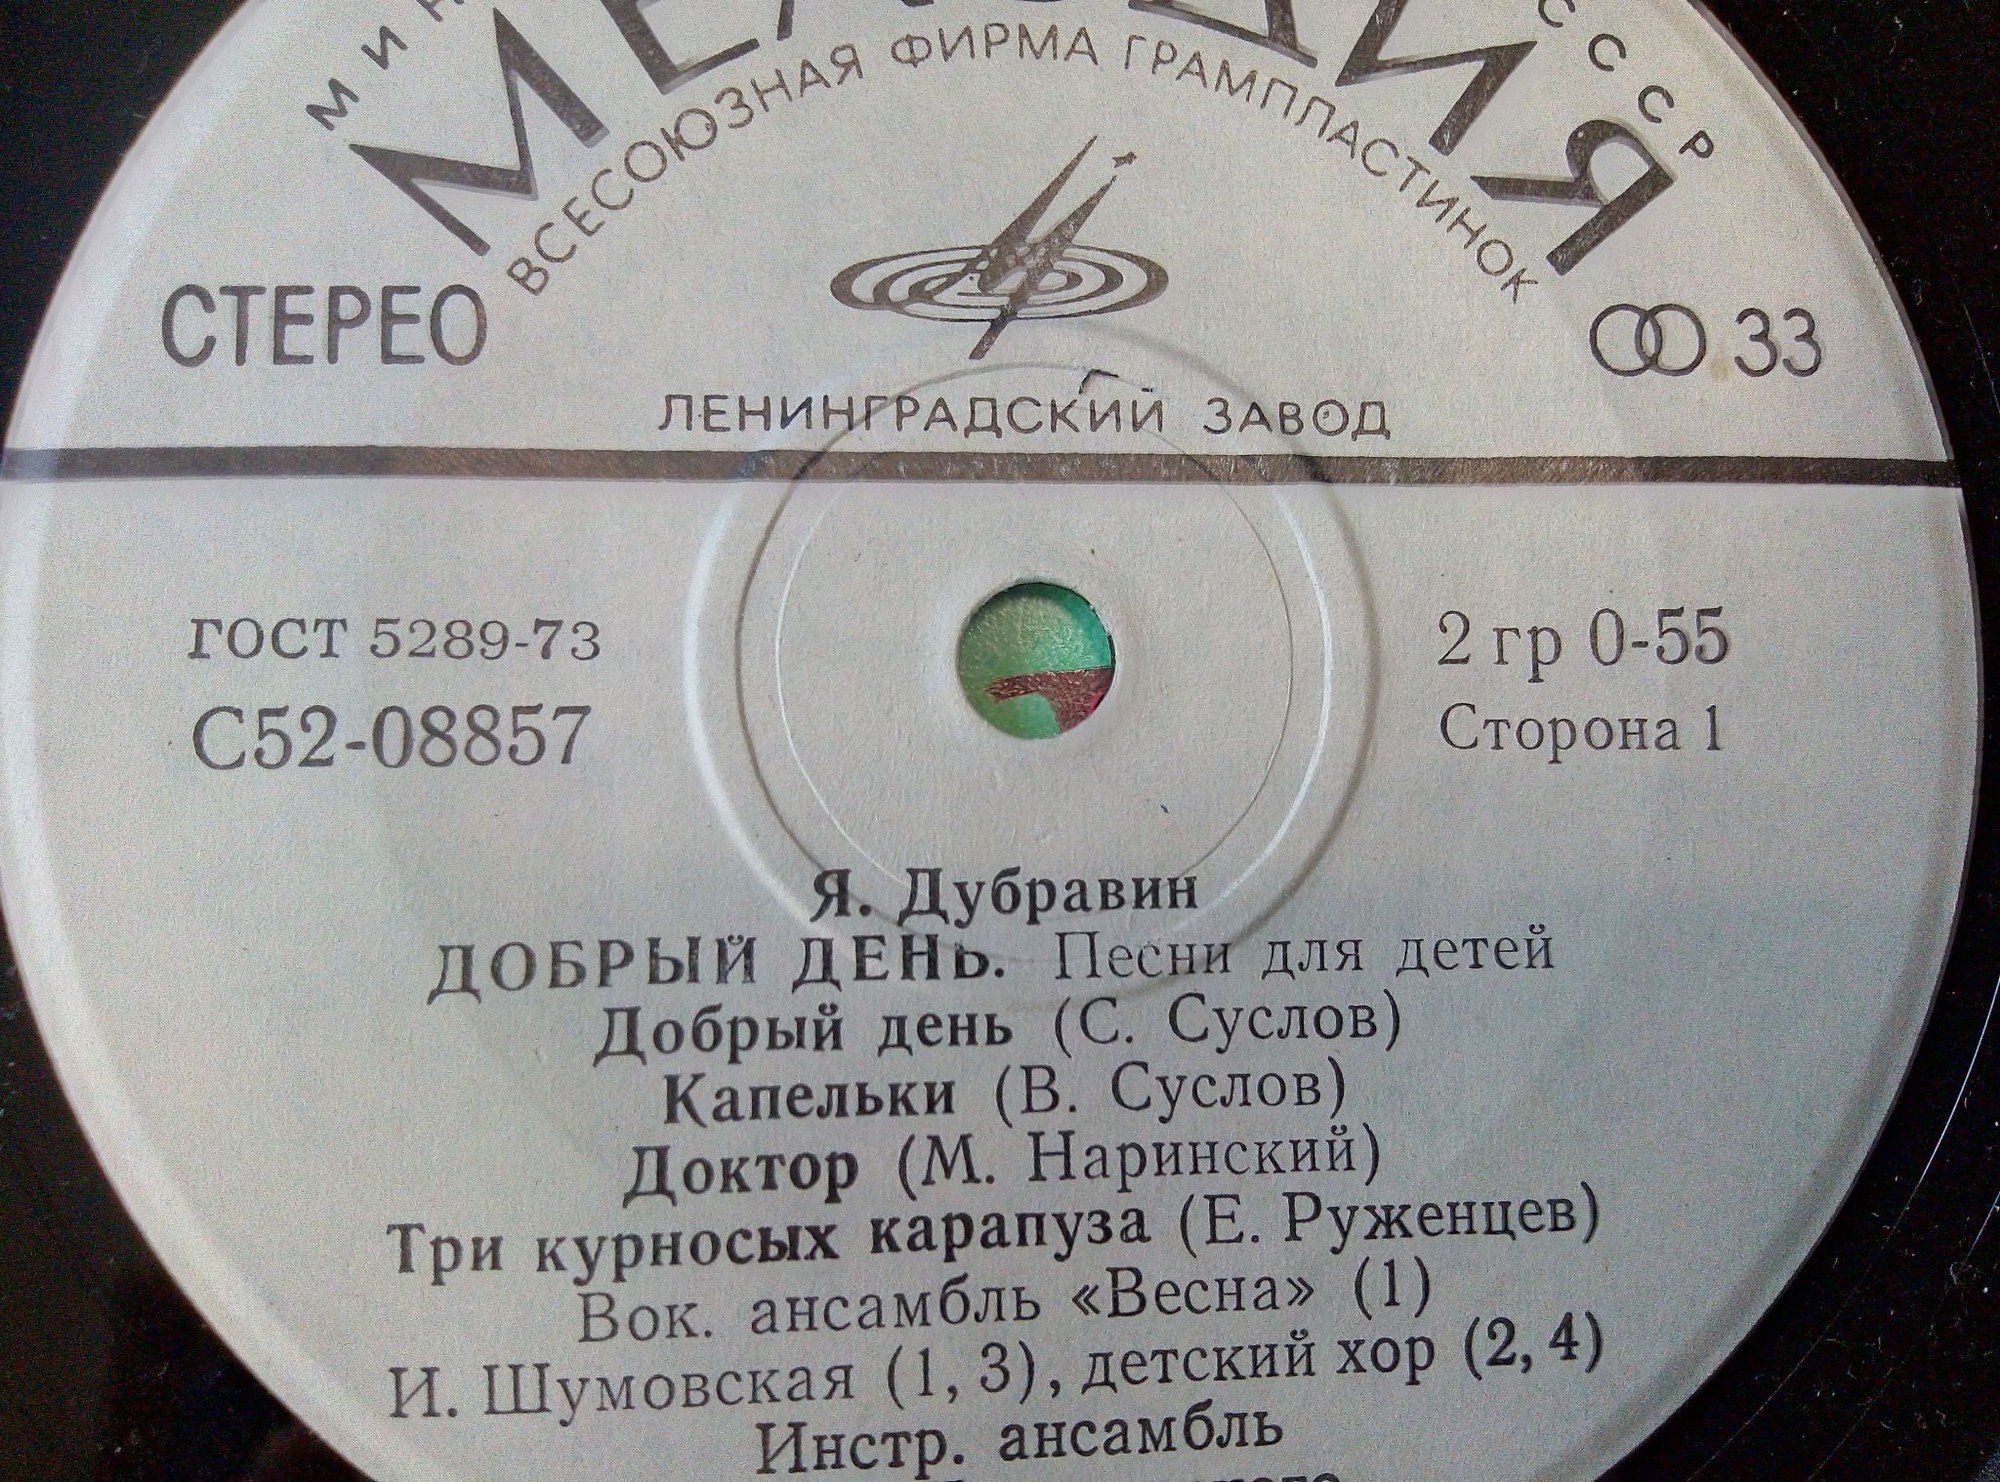 МЕЛОДИЯ
ВСЕСОЮЗНАЯ ФИРМА ГРАМПЛАСТИНОК
СССР
СТЕРЕО
33
ЛЕНИНГРАДСКИЙ ЗАВОД
ГОСТ 5289-73
С52-08857
2 гр 0-55
Сторона 1
Я. Дубравин
ДОБРЫЙ ДЕНЬ. Песни для детей
Добрый день (С. Суслов)
Капельки (В. Суслов)
Доктор (М. Наринский)
Три курносых карапуза (Е. Руженцев)
Вок. ансамбль «Весна» (1)
И. Шумовская (1, 3), детский хор (2, 4)
Инстр. ансамбль